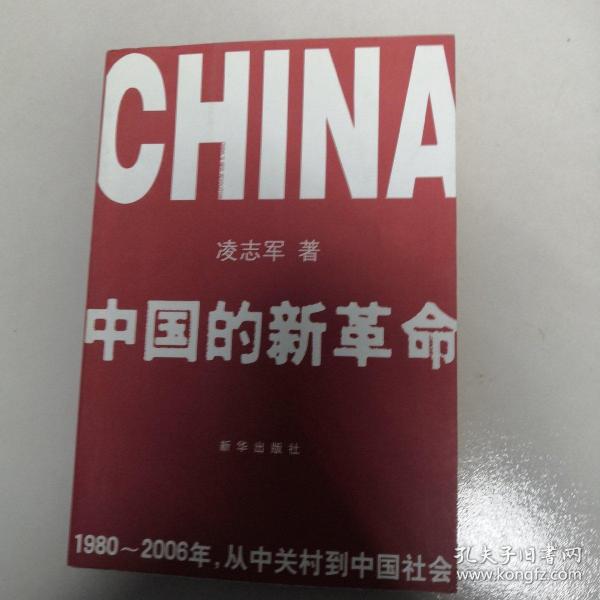 CHINA
凌志军 著
中国的新革命
新华出版社
1980～2006年，从中关村到中国社会
孔夫子旧书网
www.kongfz.com